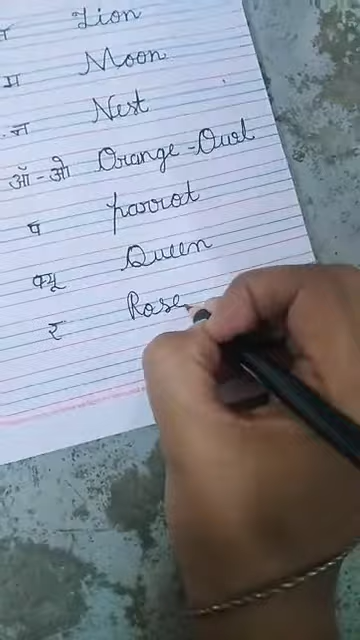 ल Lion
म Moon
न Nest
ऑ - ओ Orange - Owl
प parrot
क्यू Queen
र Rose